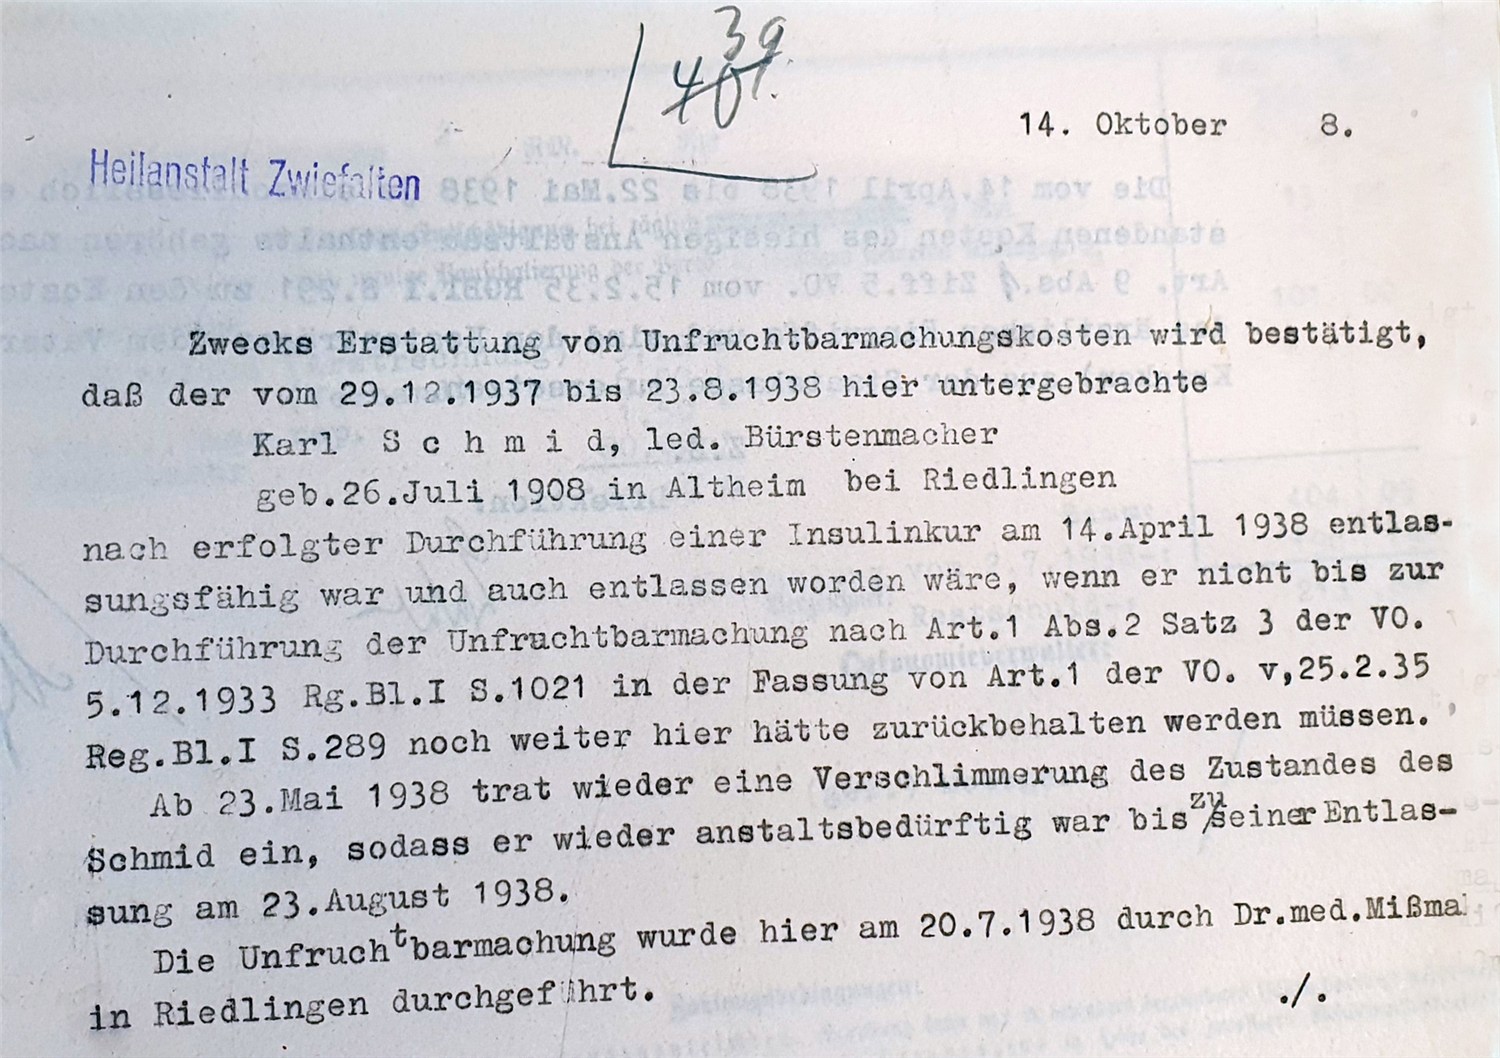 39
40
14. Oktober 8.
Heilanstalt Zwiefalten
Zwecks Erstattung von Unfruchtbarmachungskosten wird bestätigt,
daß der vom 29.12.1937 bis 23.8.1938 hier untergebrachte
Karl S c h m i d, led. Bürstenmacher
geb.26.Juli 1908 in Altheim bei Riedlingen
nach erfolgter Durchführung einer Insulinkur am 14.April 1938 entlas-
sungsfähig war und auch entlassen worden wäre, wenn er nicht bis zur
Durchführung der Unfruchtbarmachung nach Art.1 Abs.2 Satz 3 der VO.
5.12.1933 Rg.Bl.I S.1021 in der Fassung von Art.1 der VO. v,25.2.35
Reg.Bl.I S.289 noch weiter hier hätte zurückbehalten werden müssen.
Ab 23.Mai 1938 trat wieder eine Verschlimmerung des Zustandes des
Schmid ein, sodass er wieder anstaltsbedürftig war bis zu seiner Entlas-
sung am 23.August 1938.
Die Unfruchtbarmachung wurde hier am 20.7.1938 durch Dr.med.Mißmal
in Riedlingen durchgeführt.
./.